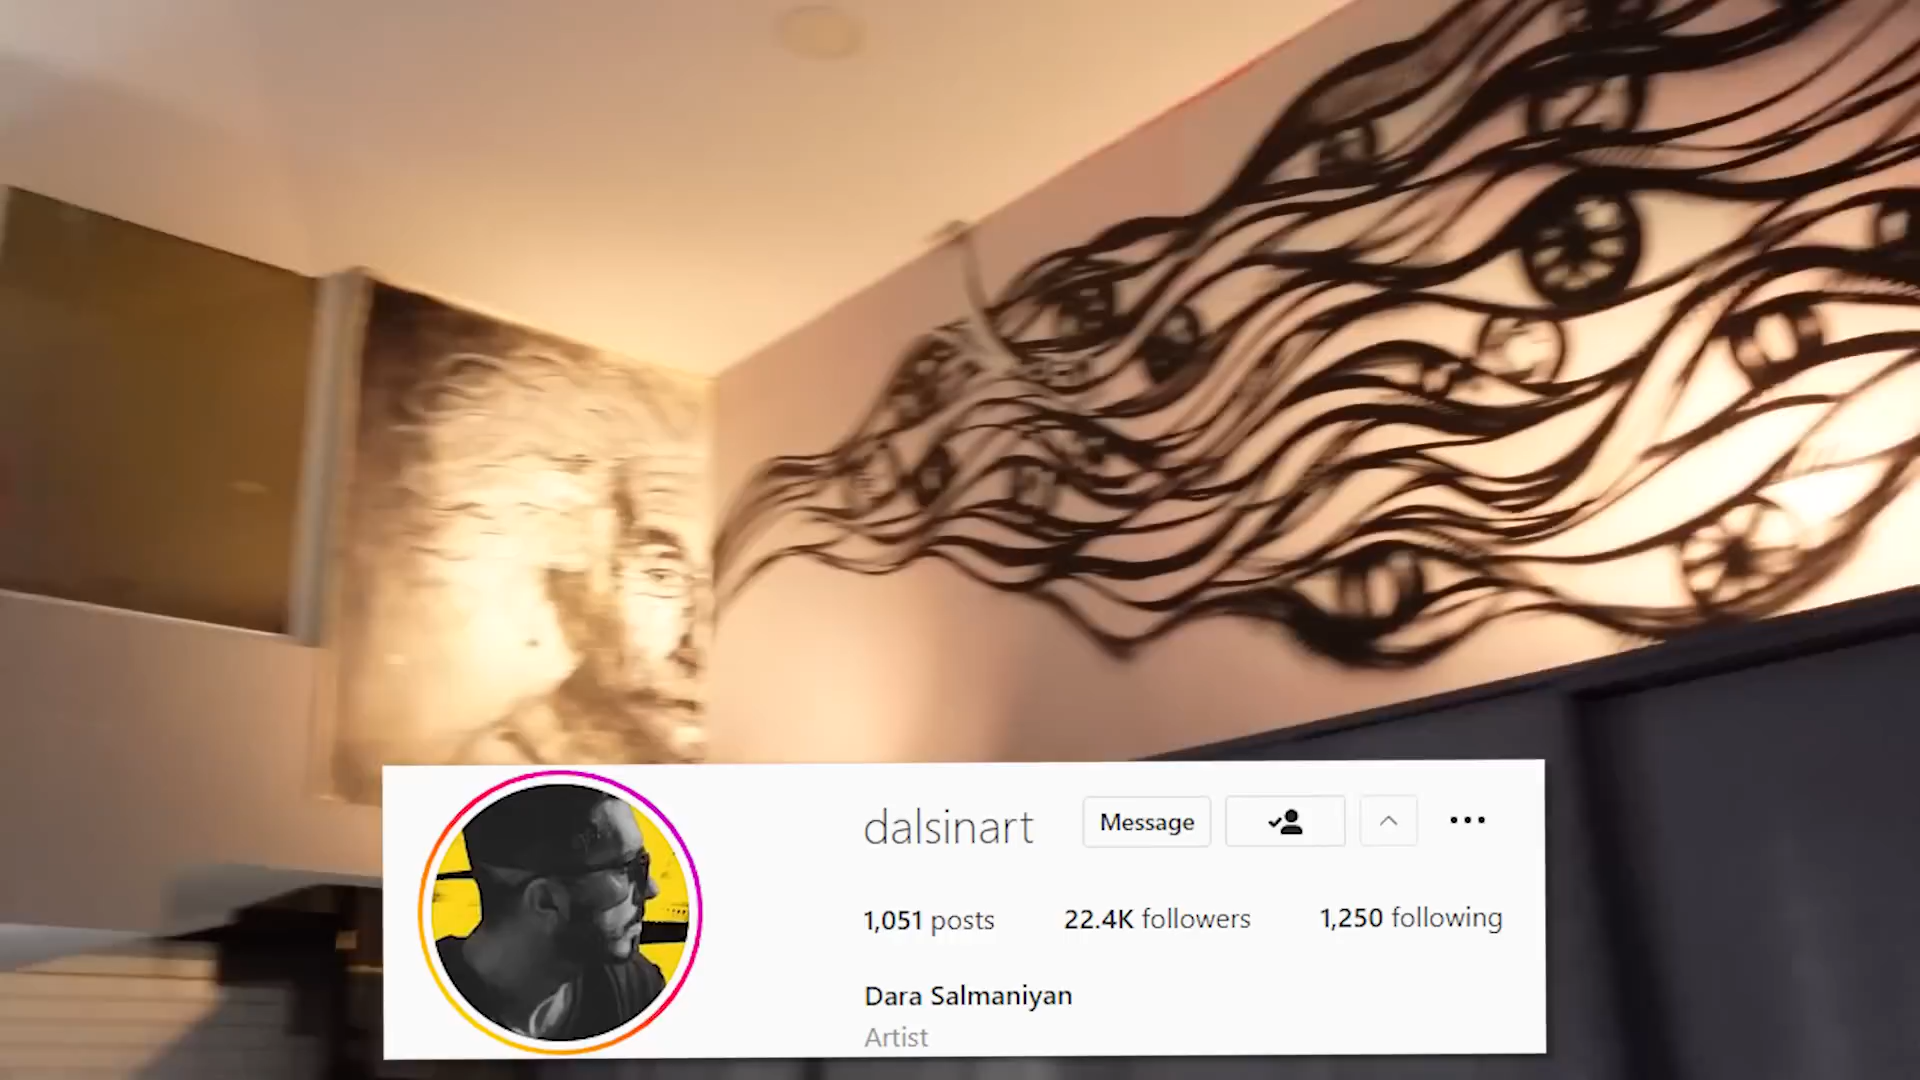 dalsinart Message
1,051 posts 22.4K followers 1,250 following
Dara Salmaniyan
Artist